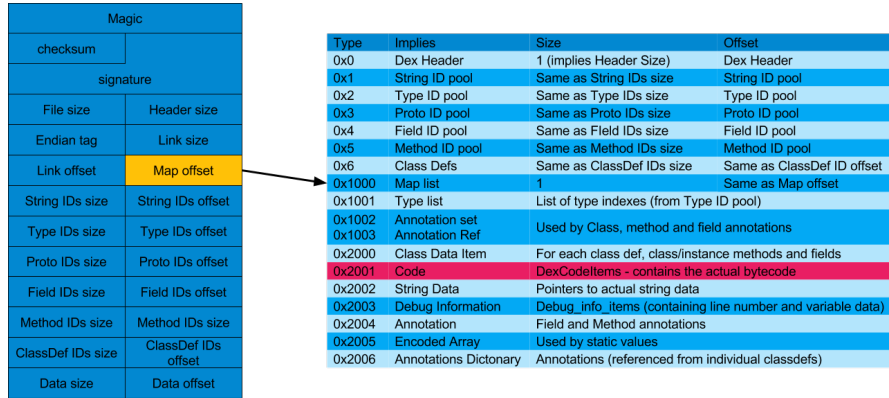 Magic
checksum
signature
File size Header size
Endian tag Link size
Link offset Map offset
String IDs size String IDs offset
Type IDs size Type IDs offset
Proto IDs size Proto IDs offset
Field IDs size Field IDs offset
Method IDs size Method IDs size
ClassDef IDs size ClassDef IDs
offset
Data size Data offset
Type Implies Size Offset
0x0 Dex Header 1 (implies Header Size) Dex Header
0x1 String ID pool Same as String IDs size String ID pool
0x2 Type ID pool Same as Type IDs size Type ID pool
0x3 Proto ID pool Same as Proto IDs size Proto ID pool
0x4 Field ID pool Same as FIeld IDs size Field ID pool
0x5 Method ID pool Same as Method IDs size Method ID pool
0x6 Class Defs Same as ClassDef IDs size Same as ClassDef ID offset
0x1000 Map list 1 Same as Map offset
0x1001 Type list List of type indexes (from Type ID pool)
0x1002 Annotation set
0x1003 Annotation Ref
Used by Class, method and field annotations
0x2000 Class Data Item For each class def, class/instance methods and fields
0x2001 Code DexCodeItems - contains the actual bytecode
0x2002 String Data Pointers to actual string data
0x2003 Debug Information Debug_info_items (containing line number and variable data)
0x2004 Annotation Field and Method annotations
0x2005 Encoded Array Used by static values
0x2006 Annotations Dictonary Annotations (referenced from individual classdefs)